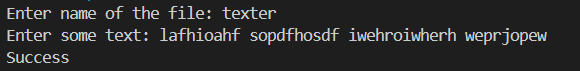 Enter name of the file: texter
Enter some text: lafhioahf sopdfhosdf iwehroiwherh weprjopew
Success